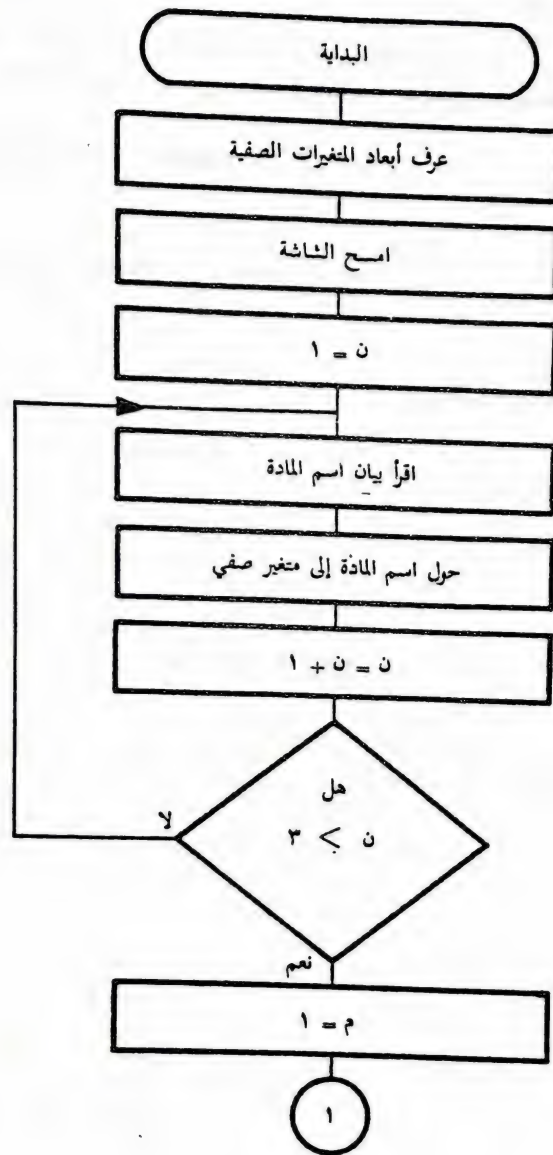 البداية
عرف أبعاد المتغيرات الصفية
امسح الشاشة
ن = ١
اقرأ بيان اسم المادة
حول اسم المادة إلى متغير صفي
ن = ن + ١
هل
ن > ٣
لا
نعم
م = ١
١